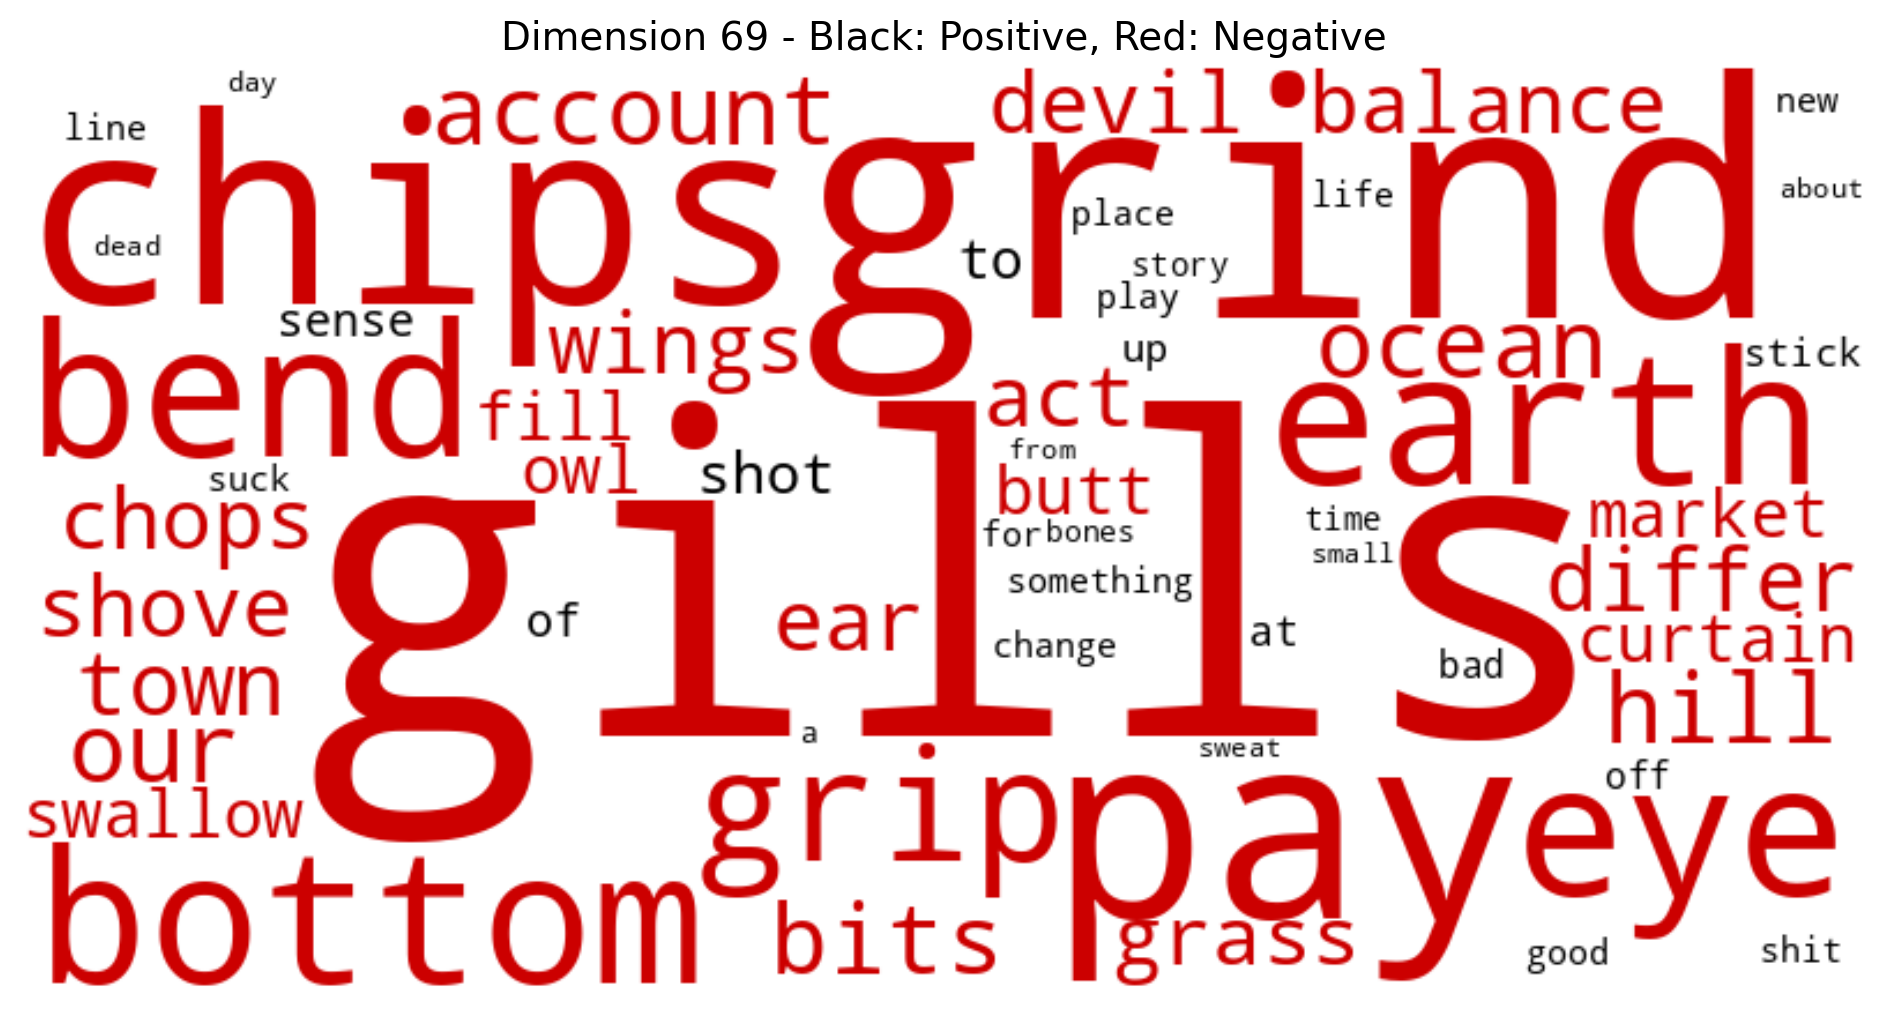 Dimension 69 - Black: Positive, Red: Negative
day
account
devil
balance
new
line
chips
grind
about
life
place
dead
to
story
play
sense
bend
wings
up
ocean
stick
act
earth
fill
from
owl
shot
suck
butt
chops
for
bones
time
market
small
gills
something
differ
shove
of
ear
change
at
curtain
bad
town
hill
our
a
sweat
off
swallow
grip
pay
eye
bottom
bits
grass
good
shit